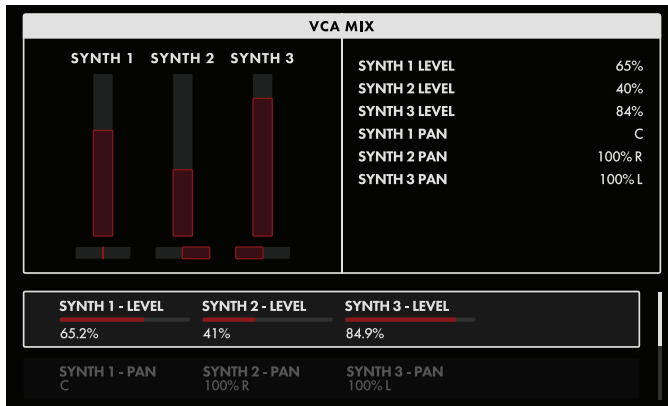 VCA MIX
SYNTH 1 SYNTH 2 SYNTH 3
SYNTH 1 LEVEL 65%
SYNTH 2 LEVEL 40%
SYNTH 3 LEVEL 84%
SYNTH 1 PAN C
SYNTH 2 PAN 100% R
SYNTH 3 PAN 100% L
SYNTH 1 - LEVEL SYNTH 2 - LEVEL SYNTH 3 - LEVEL
65.2% 41% 84.9%
SYNTH 1 - PAN SYNTH 2 - PAN SYNTH 3 - PAN
C 100% R 100% L